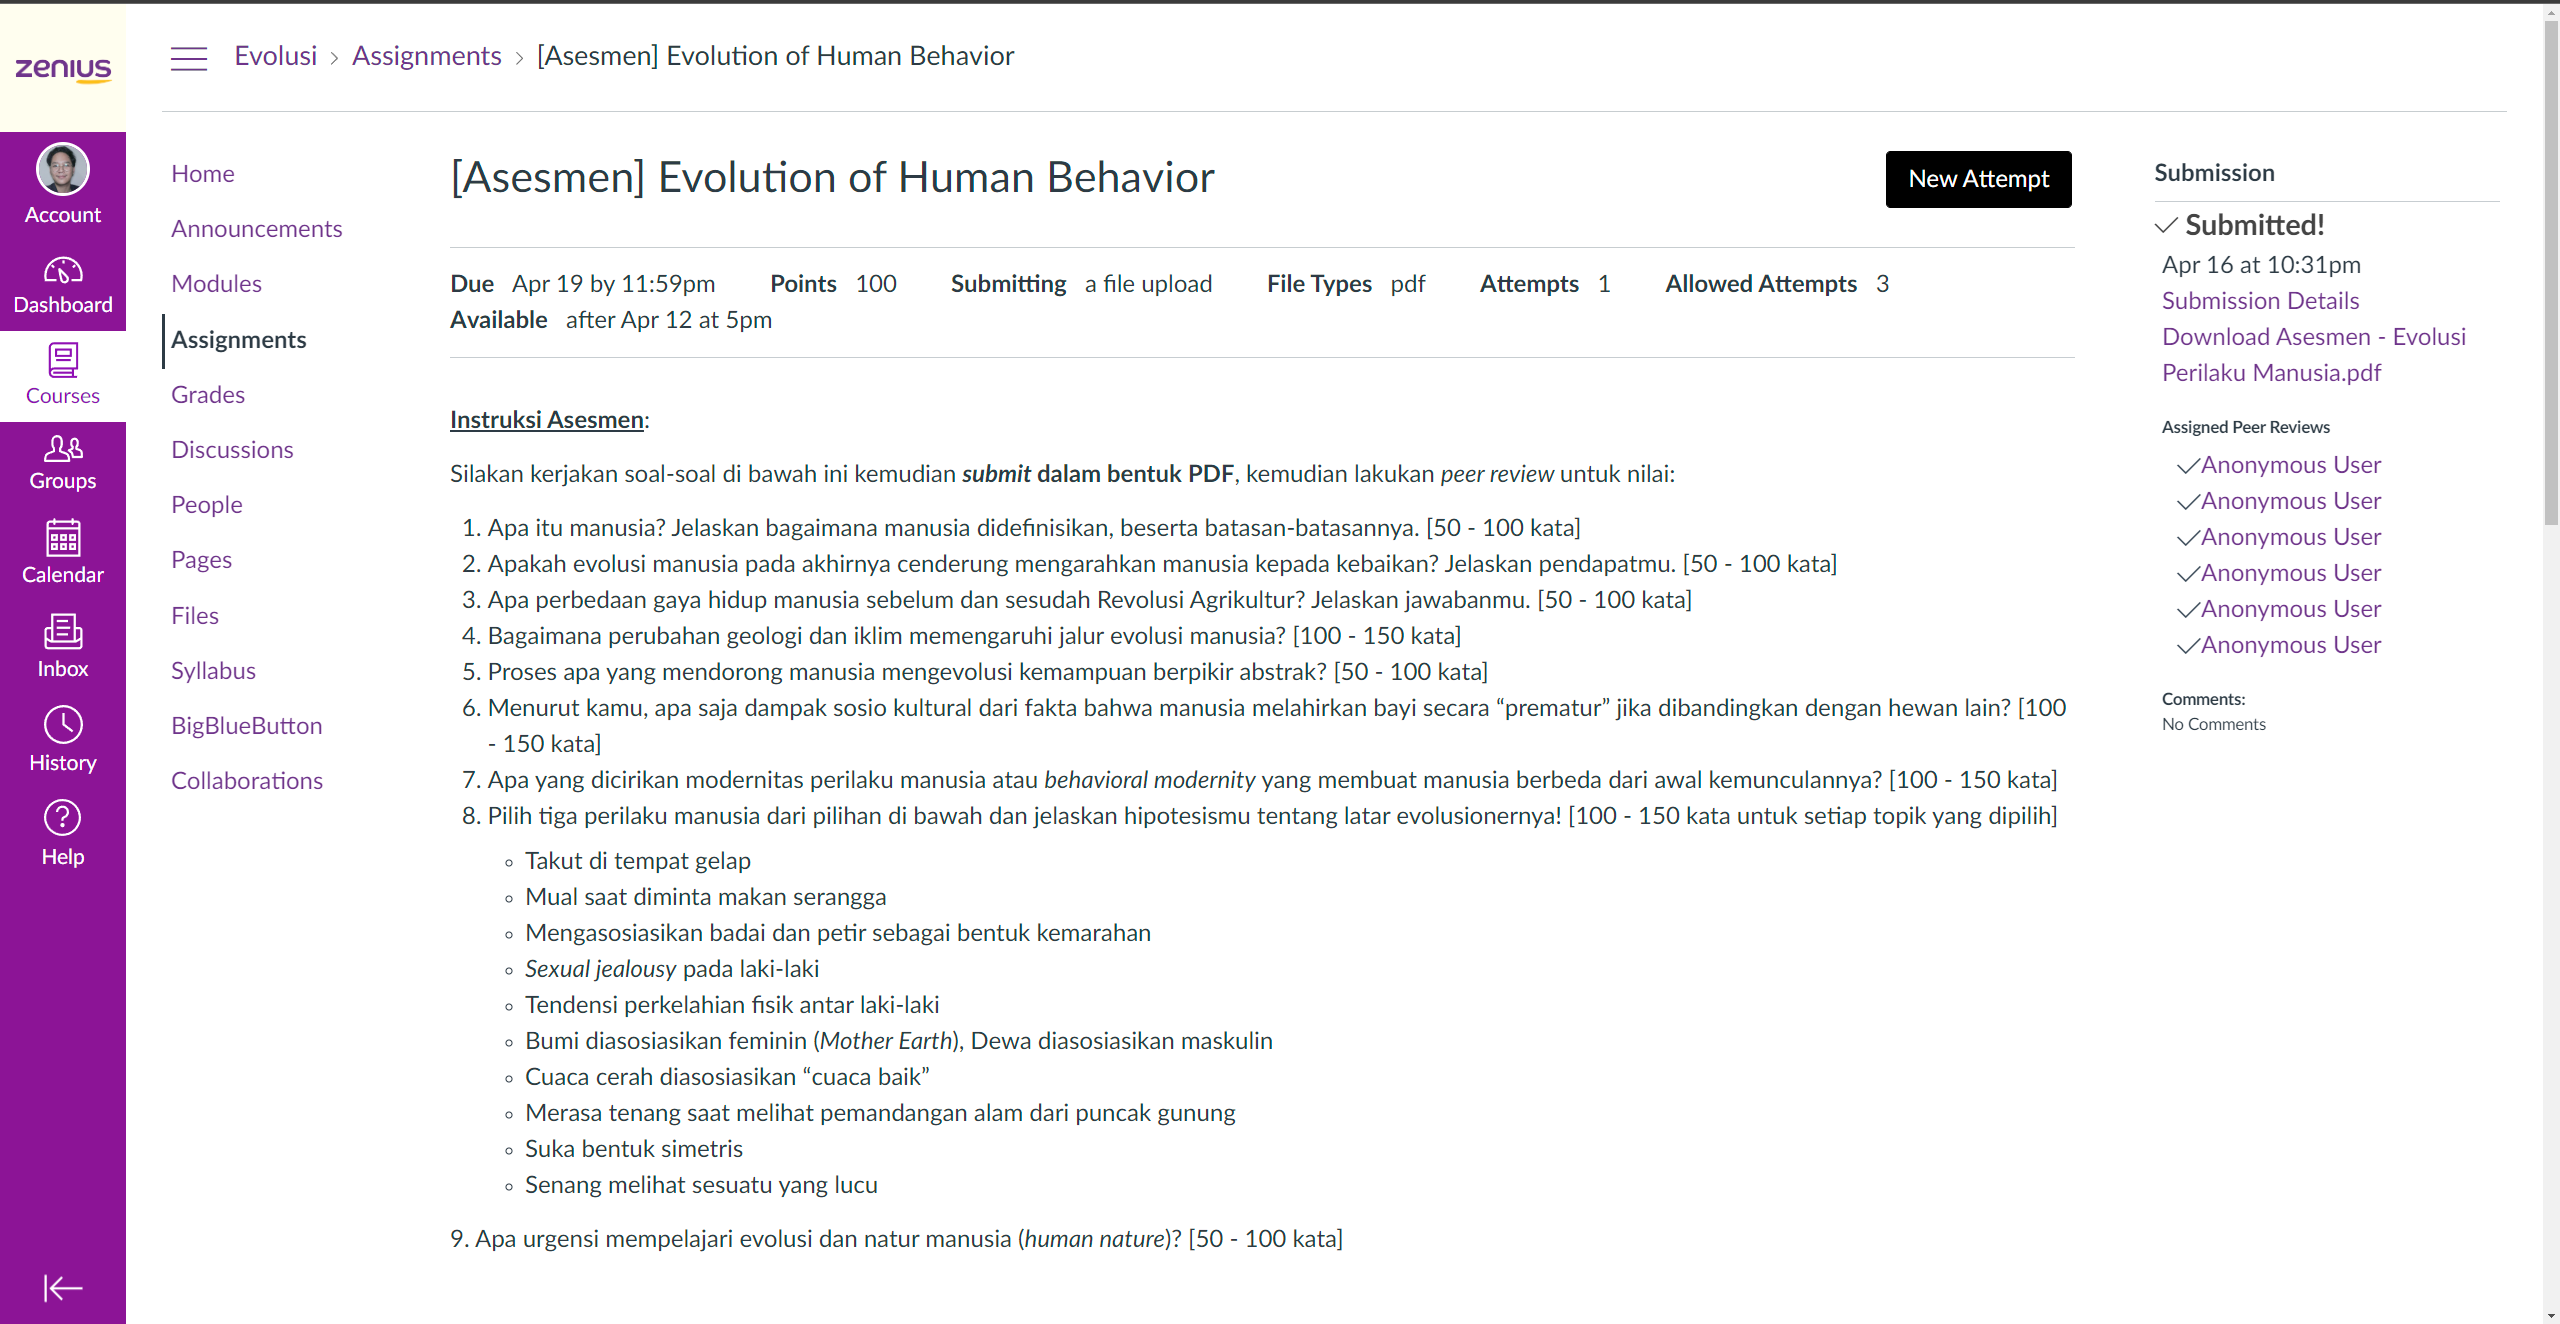 zenius
Evolusi › Assignments › [Asesmen] Evolution of Human Behavior
Account
Dashboard
Courses
Groups
Calendar
Inbox
History
Help
Home
Announcements
Modules
Assignments
Grades
Discussions
People
Pages
Files
Syllabus
BigBlueButton
Collaborations
[Asesmen] Evolution of Human Behavior
New Attempt
Due Apr 19 by 11:59pm Points 100 Submitting a file upload File Types pdf Attempts 1 Allowed Attempts 3
Available after Apr 12 at 5pm
Instruksi Asesmen:
Silakan kerjakan soal-soal di bawah ini kemudian submit dalam bentuk PDF, kemudian lakukan peer review untuk nilai:
1. Apa itu manusia? Jelaskan bagaimana manusia didefinisikan, beserta batasan-batasannya. [50 - 100 kata]
2. Apakah evolusi manusia pada akhirnya cenderung mengarahkan manusia kepada kebaikan? Jelaskan pendapatmu. [50 - 100 kata]
3. Apa perbedaan gaya hidup manusia sebelum dan sesudah Revolusi Agrikultur? Jelaskan jawabanmu. [50 - 100 kata]
4. Bagaimana perubahan geologi dan iklim memengaruhi jalur evolusi manusia? [100 - 150 kata]
5. Proses apa yang mendorong manusia mengevolusi kemampuan berpikir abstrak? [50 - 100 kata]
6. Menurut kamu, apa saja dampak sosio kultural dari fakta bahwa manusia melahirkan bayi secara “prematur” jika dibandingkan dengan hewan lain? [100
- 150 kata]
7. Apa yang dicirikan modernitas perilaku manusia atau behavioral modernity yang membuat manusia berbeda dari awal kemunculannya? [100 - 150 kata]
8. Pilih tiga perilaku manusia dari pilihan di bawah dan jelaskan hipotesismu tentang latar evolusionernya! [100 - 150 kata untuk setiap topik yang dipilih]
◦ Takut di tempat gelap
◦ Mual saat diminta makan serangga
◦ Mengasosiasikan badai dan petir sebagai bentuk kemarahan
◦ Sexual jealousy pada laki-laki
◦ Tendensi perkelahian fisik antar laki-laki
◦ Bumi diasosiasikan feminin (Mother Earth), Dewa diasosiasikan maskulin
◦ Cuaca cerah diasosiasikan “cuaca baik”
◦ Merasa tenang saat melihat pemandangan alam dari puncak gunung
◦ Suka bentuk simetris
◦ Senang melihat sesuatu yang lucu
9. Apa urgensi mempelajari evolusi dan natur manusia (human nature)? [50 - 100 kata]
Submission
✓ Submitted!
Apr 16 at 10:31pm
Submission Details
Download Asesmen - Evolusi
Perilaku Manusia.pdf
Assigned Peer Reviews
✓Anonymous User
✓Anonymous User
✓Anonymous User
✓Anonymous User
✓Anonymous User
✓Anonymous User
Comments:
No Comments